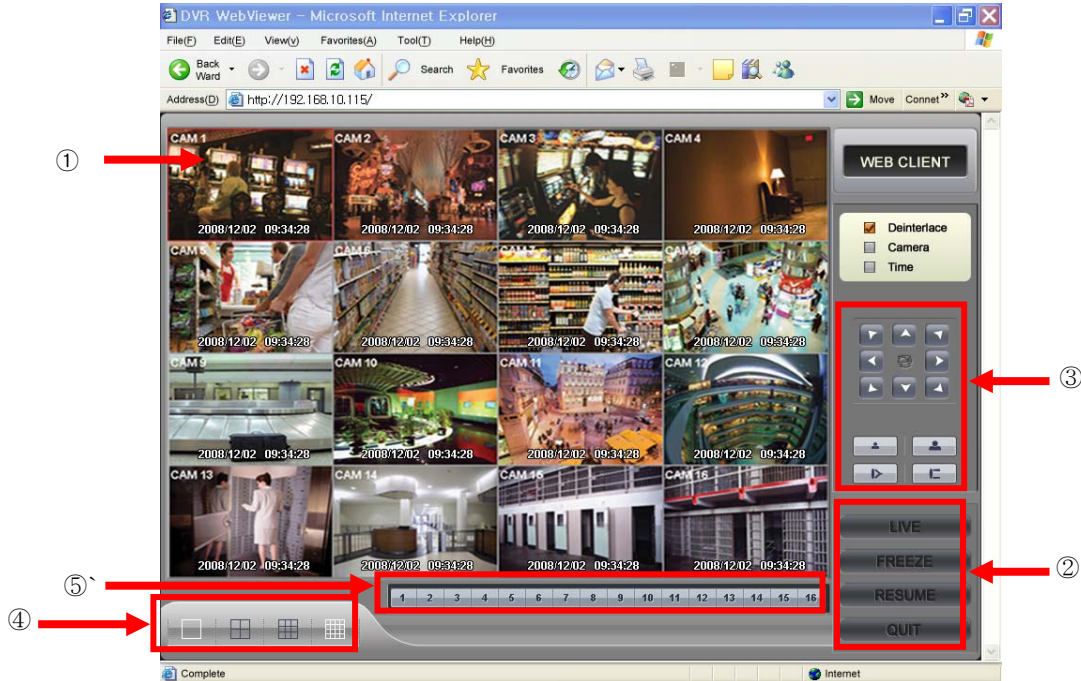 DVR WebViewer - Microsoft Internet Explorer
File(F) Edit(E) View(v) Favorites(A) Tool(T) Help(H)
Back Ward Search Favorites
Address(D) http://192.168.10.115/ Move Connet»
①
CAM 1 CAM 2 CAM 3 CAM 4
2008/12/02 09:34:28 2008/12/02 09:34:28 2008/12/02 09:34:28 2008/12/02 09:34:28
WEB CLIENT
Deinterlace
Camera
Time
CAM 5 CAM 6 CAM 7 CAM 8
2008/12/02 09:34:28 2008/12/02 09:34:28 2008/12/02 09:34:28 2008/12/02 09:34:28
③
CAM 9 CAM 10 CAM 11 CAM 12
2008/12/02 09:34:28 2008/12/02 09:34:28 2008/12/02 09:34:28 2008/12/02 09:34:28
CAM 13 CAM 14 CAM 15 CAM 16
2008/12/02 09:34:28 2008/12/02 09:34:28 2008/12/02 09:34:28 2008/12/02 09:34:28
LIVE
FREEZE
RESUME
QUIT
②
⑤`
1 2 3 4 5 6 7 8 9 10 11 12 13 14 15 16
④
Complete Internet